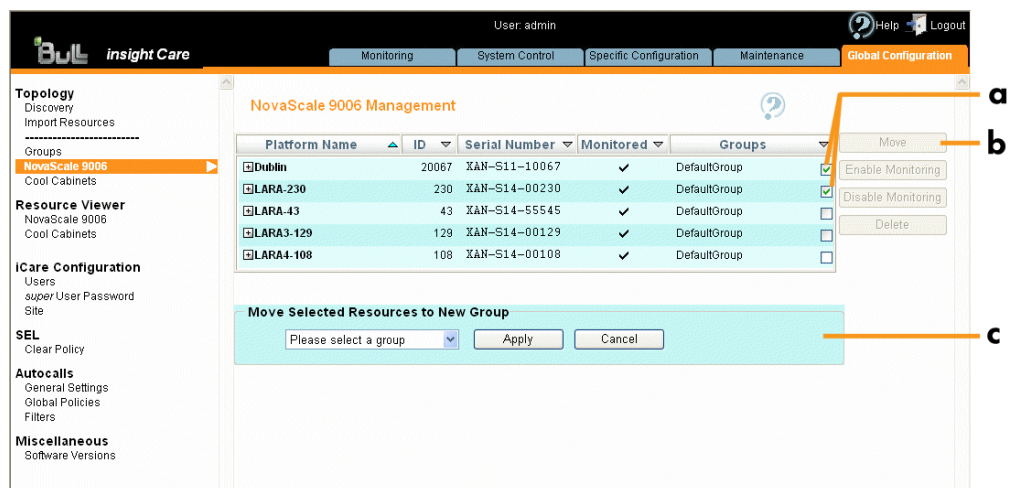 User: admin
Help Logout
Bull insight Care
Monitoring System Control Specific Configuration Maintenance Global Configuration
Topology
Discovery
Import Resources
--------------------------
Groups
NovaScale 9006
Cool Cabinets
Resource Viewer
NovaScale 9006
Cool Cabinets
iCare Configuration
Users
super User Password
Site
SEL
Clear Policy
Autocalls
General Settings
Global Policies
Filters
Miscellaneous
Software Versions
NovaScale 9006 Management
Platform Name ID Serial Number Monitored Groups
Dublin 20067 XAN-S11-10067 DefaultGroup
LARA-230 230 XAN-S14-00230 DefaultGroup
LARA-43 43 XAN-S14-55545 DefaultGroup
LARA3-129 129 XAN-S14-00129 DefaultGroup
LARA4-108 108 XAN-S14-00108 DefaultGroup
Move
Enable Monitoring
Disable Monitoring
Delete
Move Selected Resources to New Group
Please select a group Apply Cancel
a
b
c